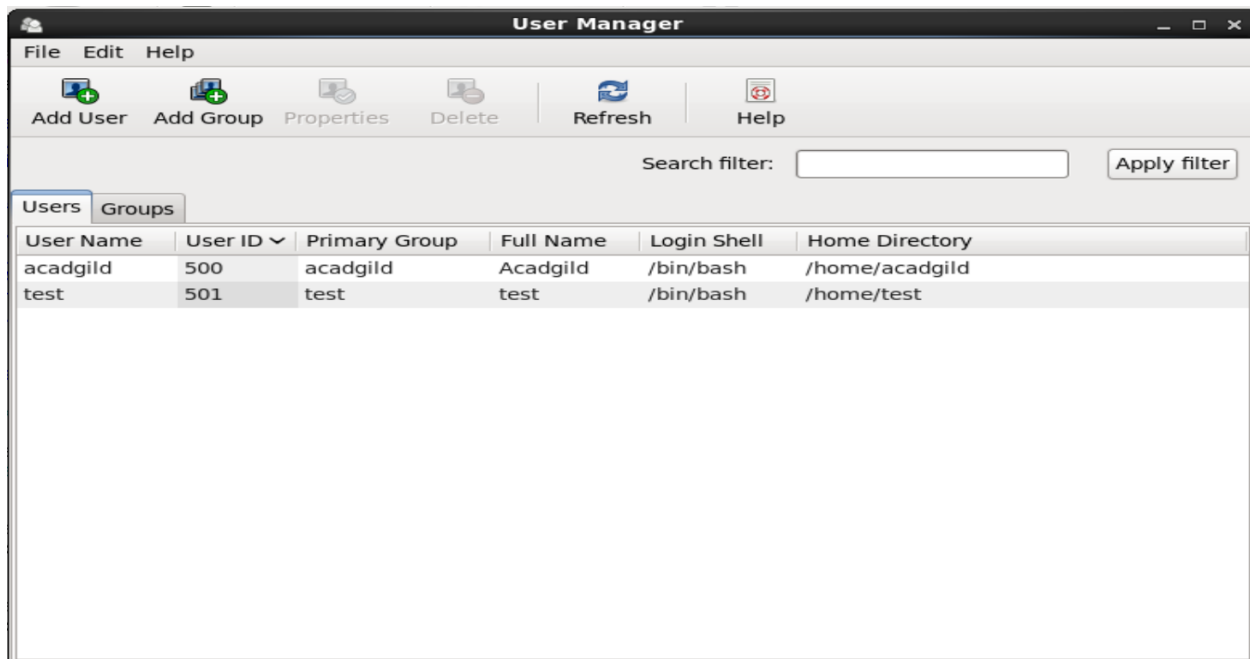 User Manager
File Edit Help
Add User Add Group Properties Delete Refresh Help
Search filter: Apply filter
Users Groups
User Name User ID Primary Group Full Name Login Shell Home Directory
acadgild 500 acadgild Acadgild /bin/bash /home/acadgild
test 501 test test /bin/bash /home/test